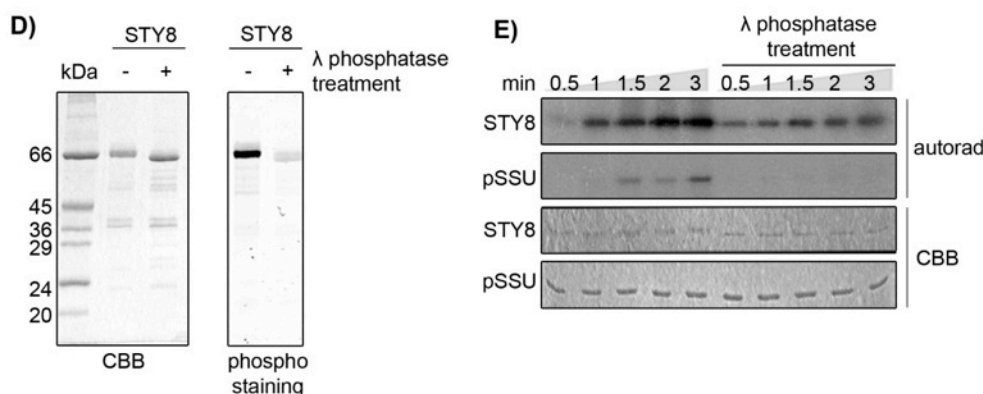 D)
STY8
kDa - +
66
45
36
29
24
20
CBB
STY8
- +
λ phosphatase
treatment
phospho
staining
E)
λ phosphatase
treatment
min 0.5 1 1.5 2 3 0.5 1 1.5 2 3
STY8
pSSU
autorad
STY8
pSSU
CBB